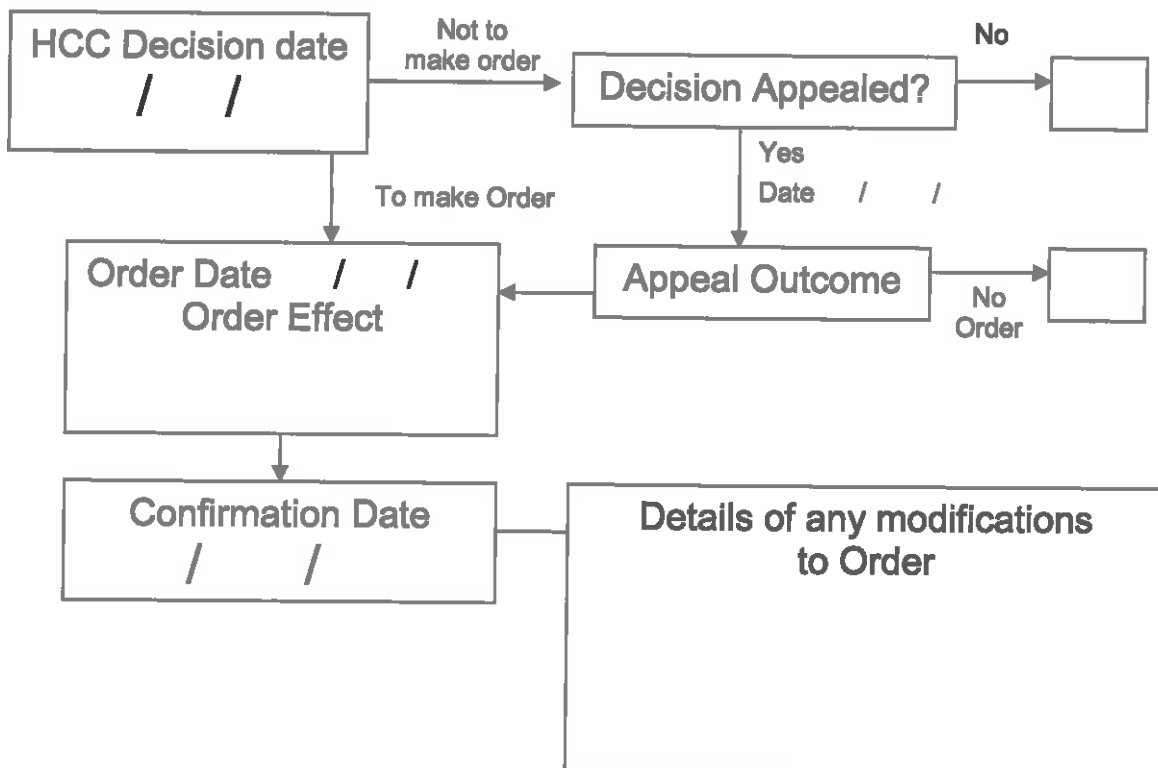 HCC Decision date
/ /
Not to
make order
Decision Appealed?
No
Yes
Date / /
To make Order
Order Date / /
Order Effect
Appeal Outcome
No
Order
Confirmation Date
/ /
Details of any modifications
to Order